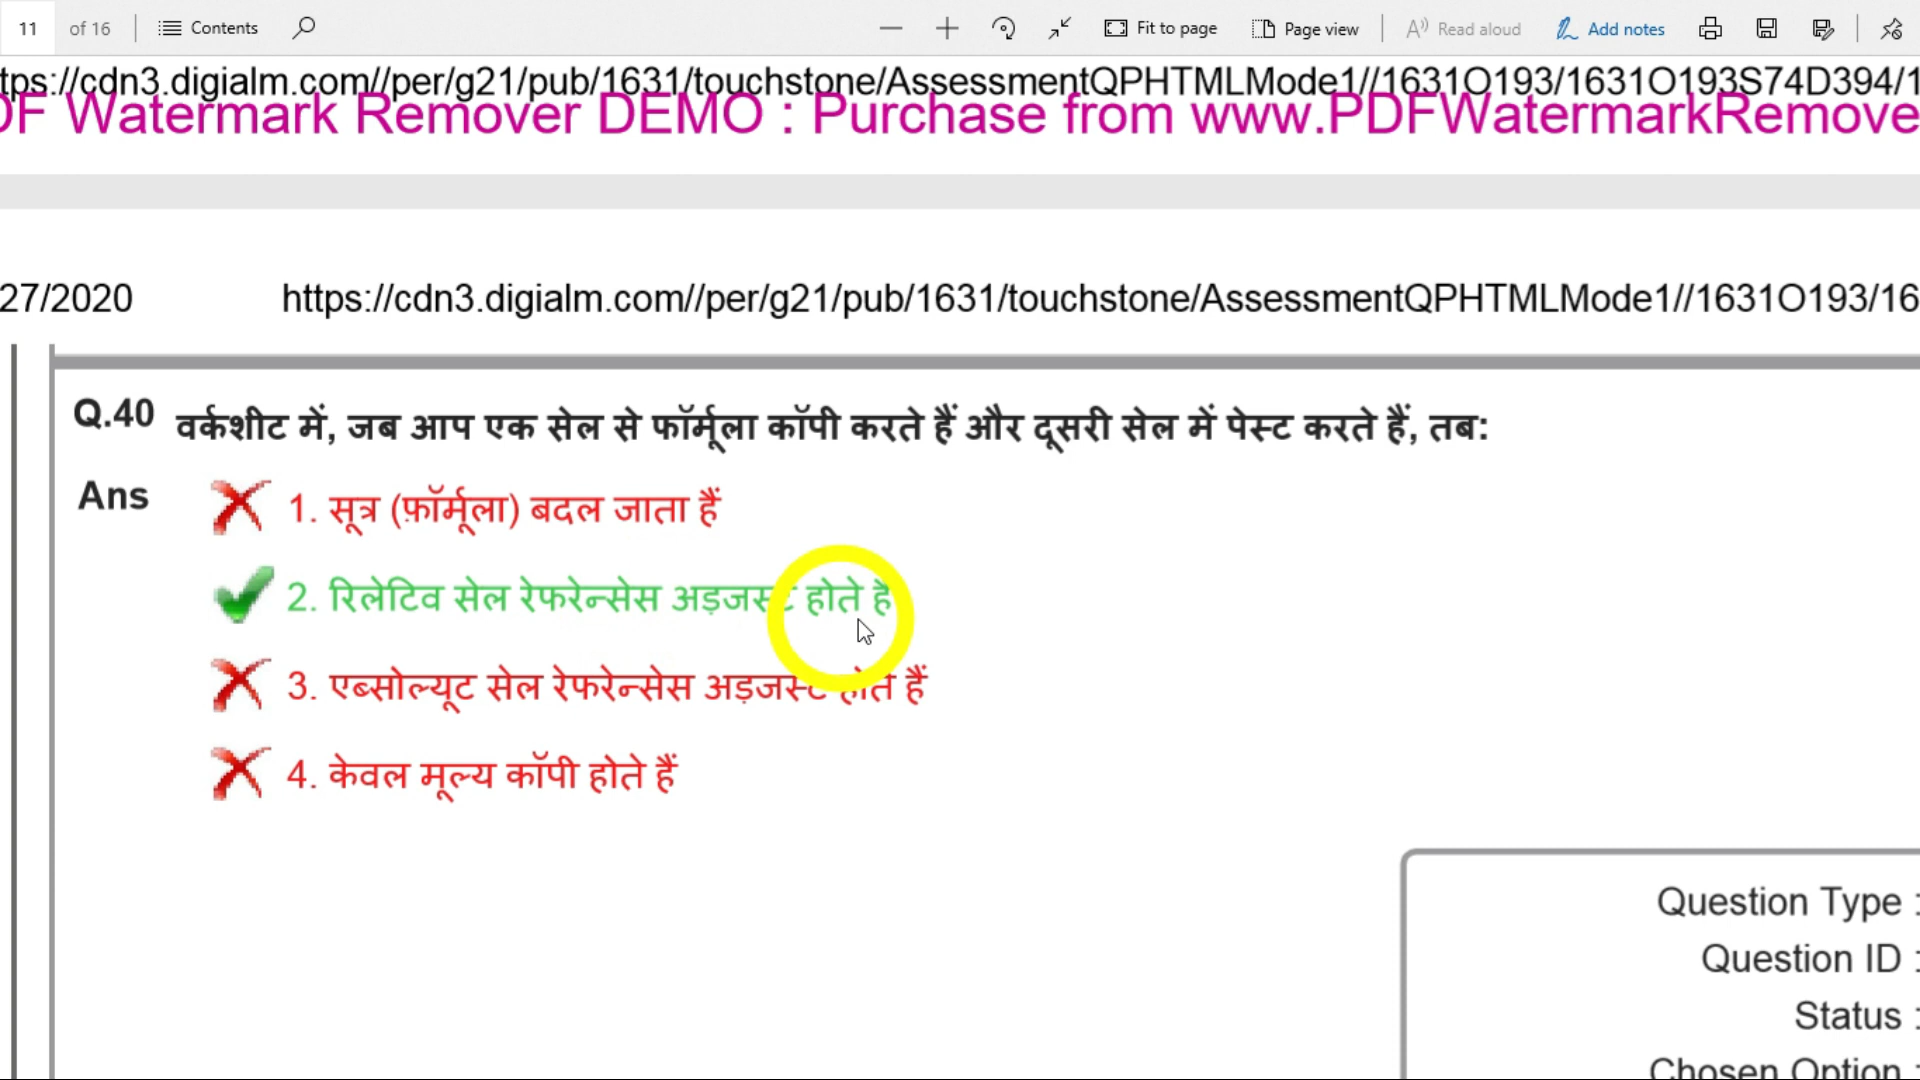 11 of 16 Contents Fit to page Page view Read aloud Add notes
tps://cdn3.digialm.com//per/g21/pub/1631/touchstone/AssessmentQPHTMLMode1//1631O193/1631O193S74D394/1
DF Watermark Remover DEMO : Purchase from www.PDFWatermarkRemove
27/2020 https://cdn3.digialm.com//per/g21/pub/1631/touchstone/AssessmentQPHTMLMode1//1631O193/16
Q.40 वर्कशीट में, जब आप एक सेल से फॉर्मूला कॉपी करते हैं और दूसरी सेल में पेस्ट करते हैं, तब:
Ans 1. सूत्र (फ़ॉर्मूला) बदल जाता हैं
2. रिलेटिव सेल रेफरेन्सेस अड़जस्ट होते है
3. एब्सोल्यूट सेल रेफरेन्सेस अड़जस्ट होते हैं
4. केवल मूल्य कॉपी होते हैं
Question Type :
Question ID :
Status :
Chosen Option :